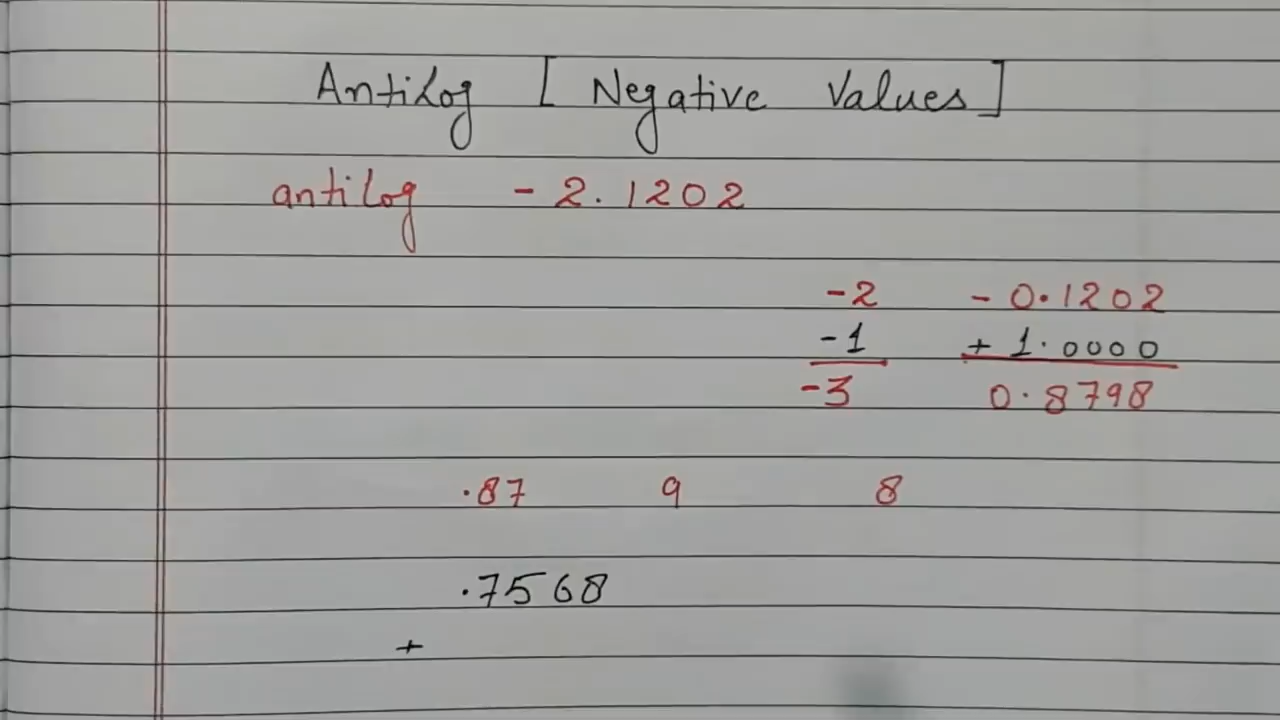 Antilog [ Negative Values ]
antilog - 2.1202
-2 - 0.1202
-1 + 1.0000
-3 0.8798
.87 9 8
.7568
+